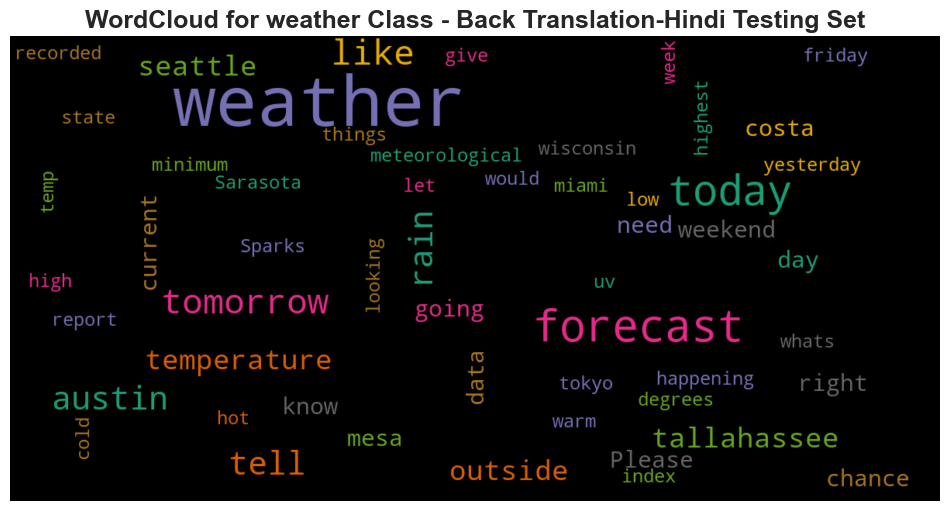 WordCloud for weather Class - Back Translation-Hindi Testing Set
recorded
seattle
like
give
week
friday
weather
state
things
highest
costa
meteorological
wisconsin
minimum
yesterday
temp
Sarasota
let
would
miami
low
today
current
rain
need
weekend
Sparks
looking
day
high
uv
tomorrow
going
report
forecast
whats
temperature
data
tokyo
happening
right
austin
know
degrees
cold
hot
mesa
warm
tallahassee
tell
outside
Please
index
chance